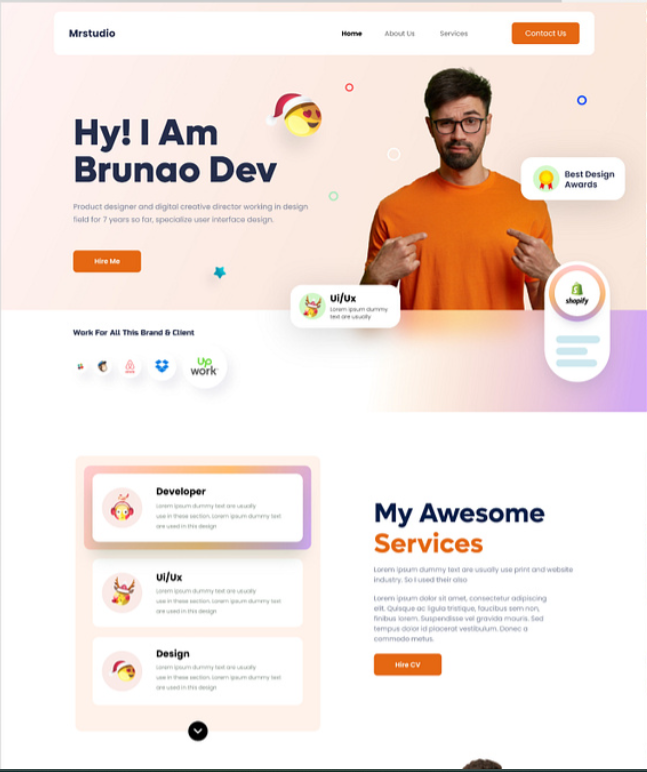 Mrstudio
Home
About Us
Services
Contact Us
Hy! I Am
Brunao Dev
Product designer and digital creative director working in design
field for 7 years so far, specialize user interface design.
Hire Me
Best Design
Awards
Ui/Ux
Lorem ipsum dummy
text are usually
shopify
Work For All This Brand & Client
airbnb
Up
work
Developer
Lorem ipsum dummy text are usually
use in these section. Lorem ipsum dummy text
are used in this design
Ui/Ux
Lorem ipsum dummy text are usually
use in these section. Lorem ipsum dummy text
are used in this design
Design
Lorem ipsum dummy text are usually
use in these section. Lorem ipsum dummy text
are used in this design
My Awesome
Services
Lorem ipsum dummy text are usually use print and website
industry. So I used their also
Lorem ipsum dolor sit amet, consectetur adipiscing
elit. Quisque ac ligula tristique, faucibus sem non,
finibus lorem. Suspendisse vel gravida mauris. Sed
tempus dolor id placerat vestibulum. Donec a
commodo metus.
Hire CV